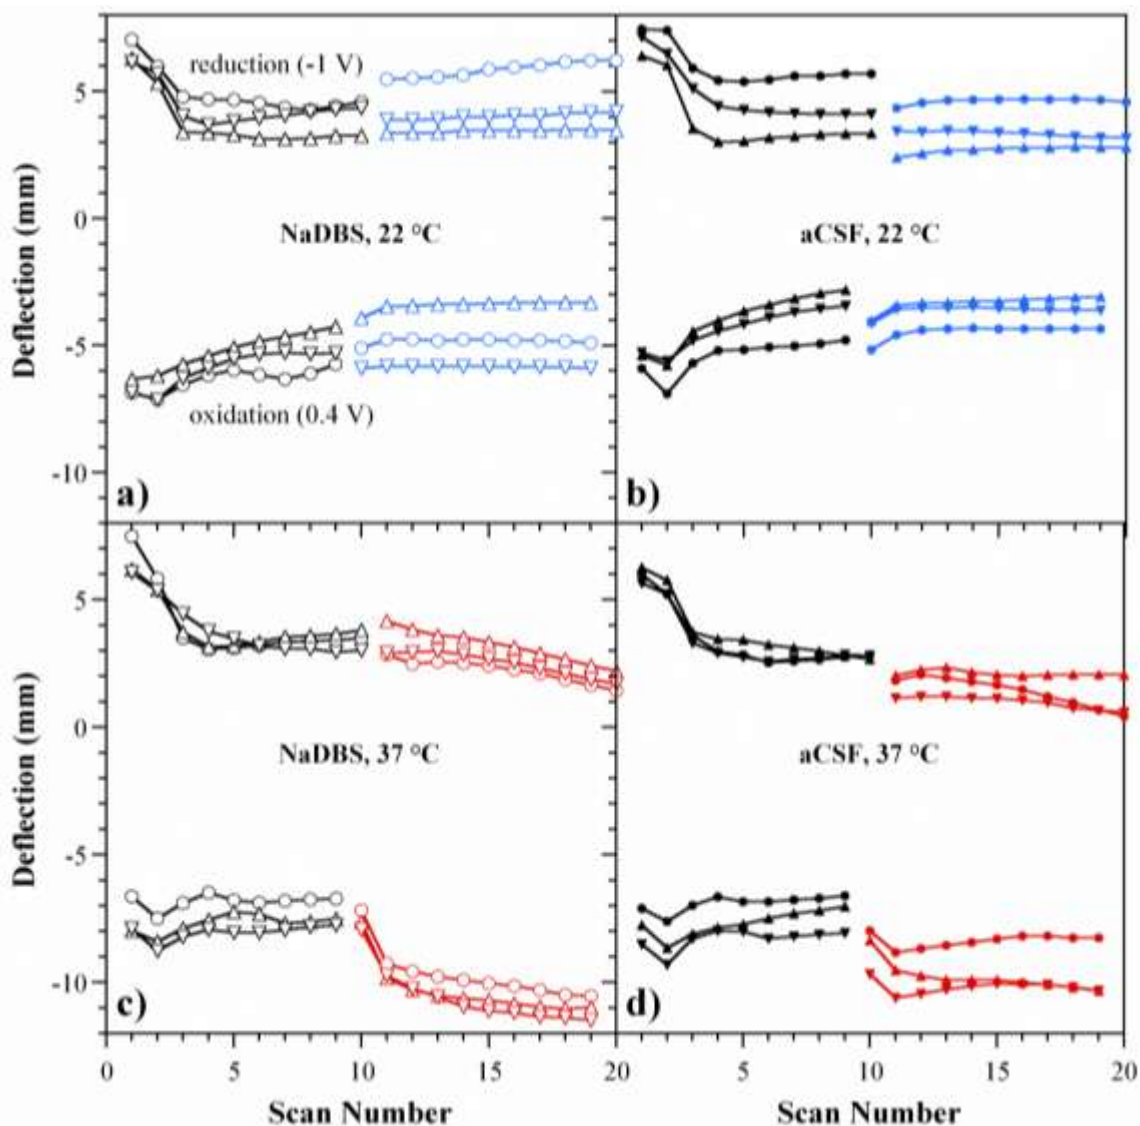 reduction (-1 V)
5
Deflection (mm)
0
NaDBS, 22 °C
aCSF, 22 °C
-5
oxidation (0.4 V)
-10
a)
b)
5
Deflection (mm)
0
NaDBS, 37 °C
aCSF, 37 °C
-5
-10
c)
d)
0 5 10 15 20 0 5 10 15 20
Scan Number
Scan Number